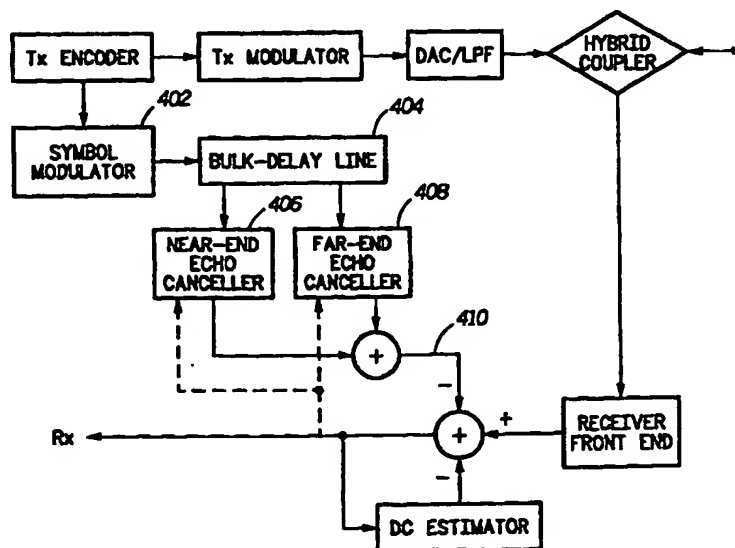 Tx ENCODER
Tx MODULATOR
DAC/LPF
HYBRID
COUPLER
402
404
SYMBOL
MODULATOR
BULK-DELAY LINE
406
408
NEAR-END
ECHO
CANCELLER
FAR-END
ECHO
CANCELLER
410
+
-
Rx
+
+
RECEIVER
FRONT END
-
DC ESTIMATOR